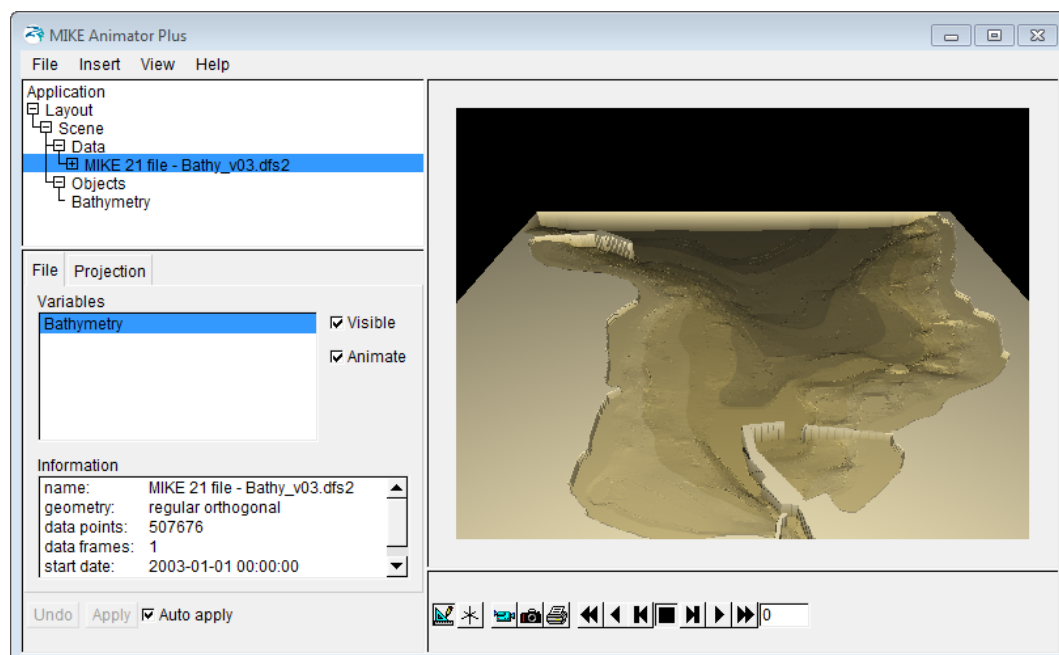 MIKE Animator Plus
File Insert View Help
Application
Layout
Scene
Data
MIKE 21 file - Bathy_v03.dfs2
Objects
Bathymetry
File Projection
Variables
Bathymetry
Visible
Animate
Information
name: MIKE 21 file - Bathy_v03.dfs2
geometry: regular orthogonal
data points: 507676
data frames: 1
start date: 2003-01-01 00:00:00
Undo Apply Auto apply
0